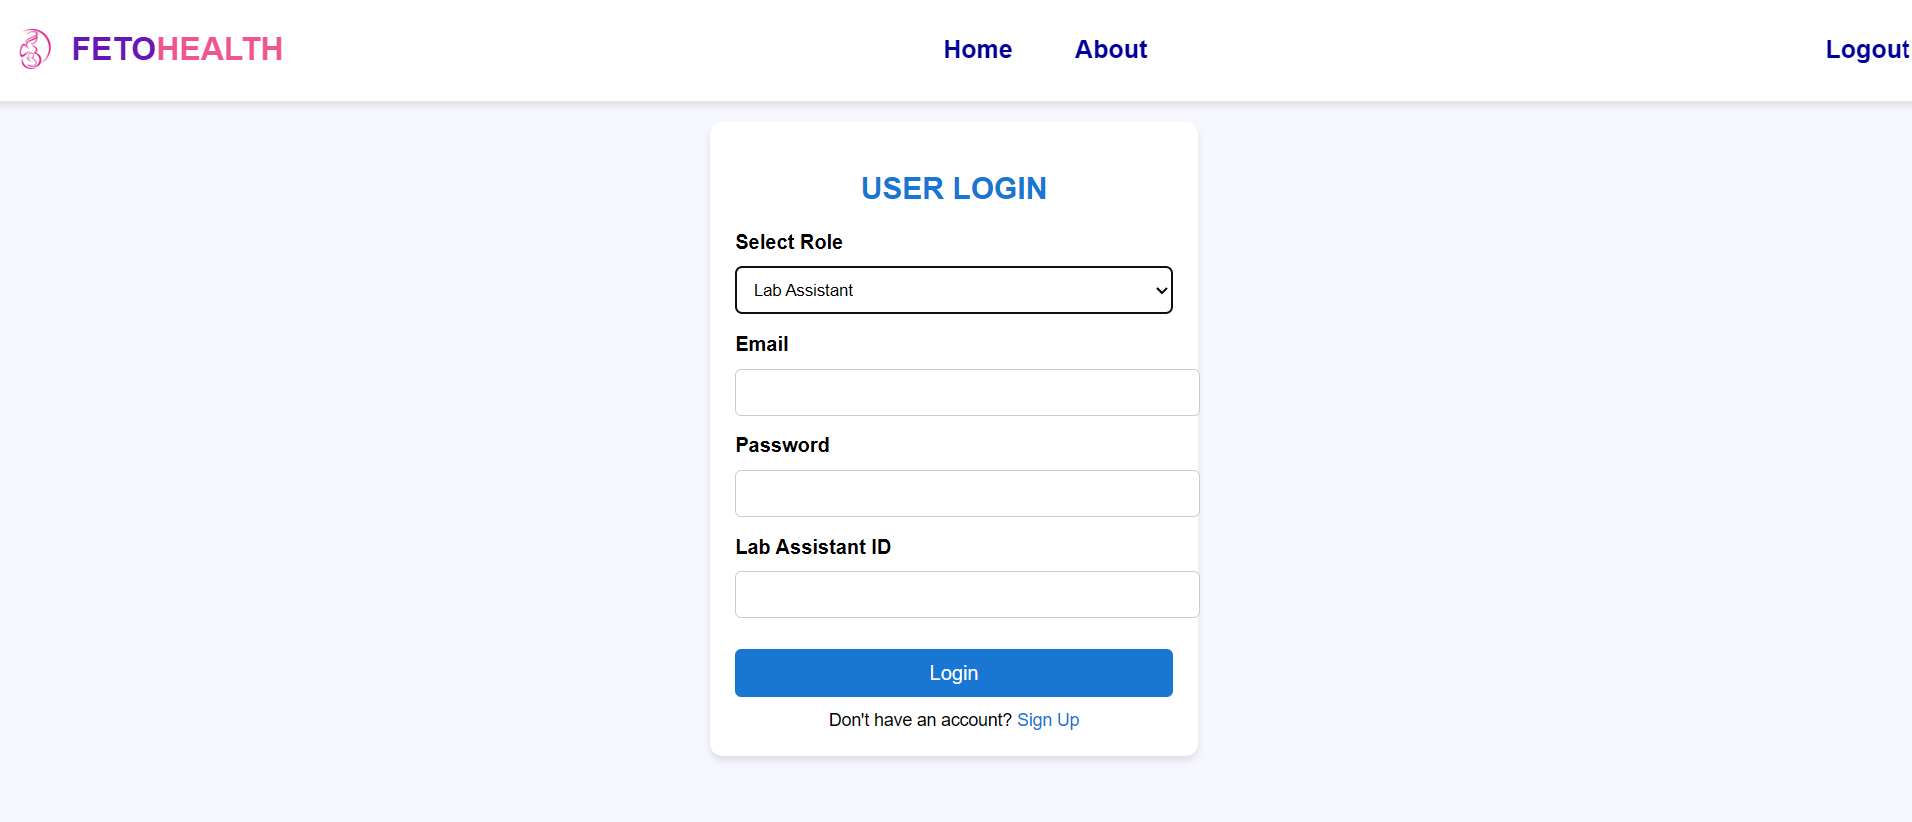 FETOHEALTH Home About Logout
USER LOGIN
Select Role
Lab Assistant
Email
Password
Lab Assistant ID
Login
Don't have an account? Sign Up